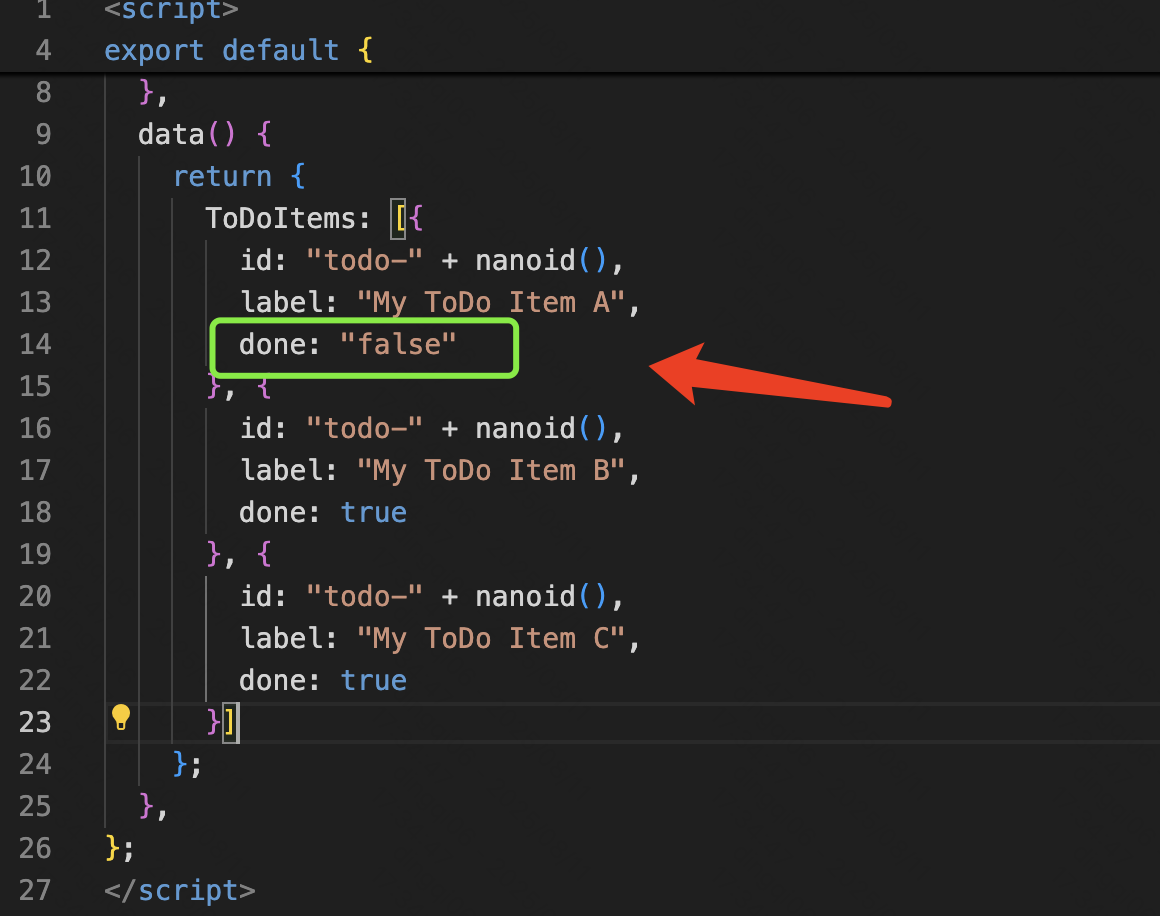 1 <script>
4 export default {
8 },
9 data() {
10 return {
11 ToDoItems: [{
12 id: "todo-" + nanoid(),
13 label: "My ToDo Item A",
14 done: "false"
15 }, {
16 id: "todo-" + nanoid(),
17 label: "My ToDo Item B",
18 done: true
19 }, {
20 id: "todo-" + nanoid(),
21 label: "My ToDo Item C",
22 done: true
23 }]
24 };
25 },
26 };
27 </script>